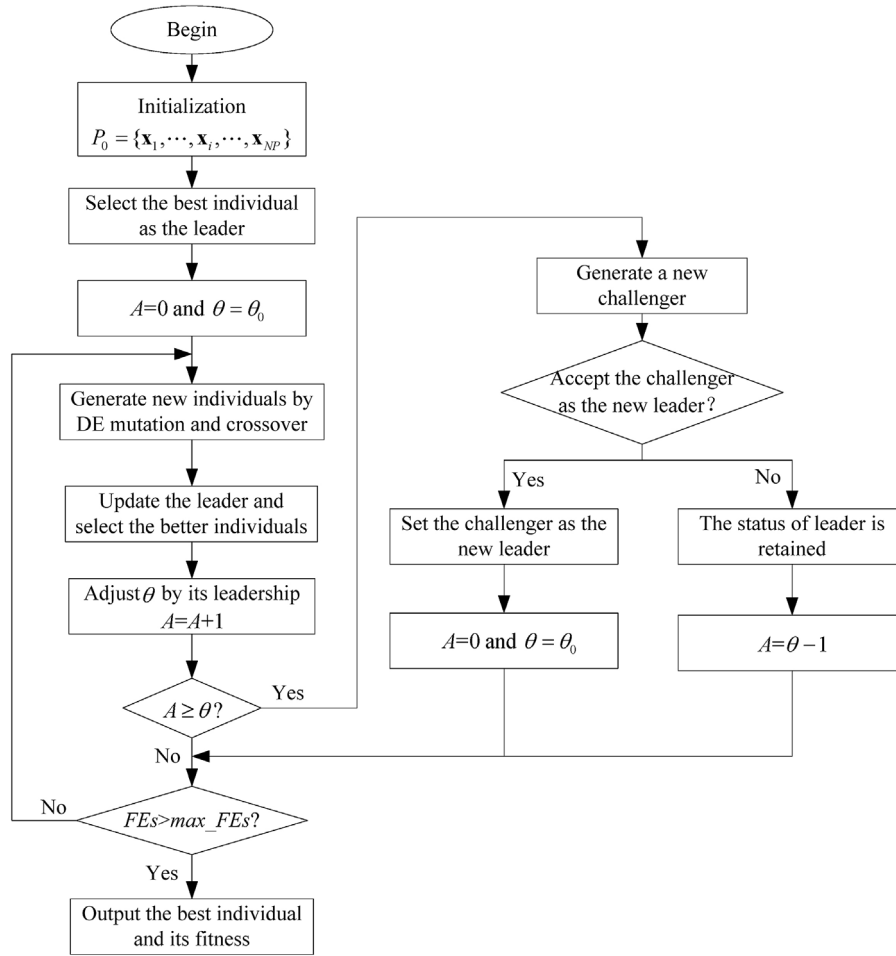 Begin
Initialization
P₀ = {x₁,⋯,xᵢ,⋯,x_NP}
Select the best individual
as the leader
A=0 and θ = θ₀
Generate new individuals by
DE mutation and crossover
Update the leader and
select the better individuals
Adjust θ by its leadership
A=A+1
A ≥ θ?
Yes
No
FEs>max_FEs?
No
Yes
Output the best individual
and its fitness
Generate a new
challenger
Accept the challenger
as the new leader?
Yes
No
Set the challenger as the
new leader
A=0 and θ = θ₀
The status of leader is
retained
A=θ−1